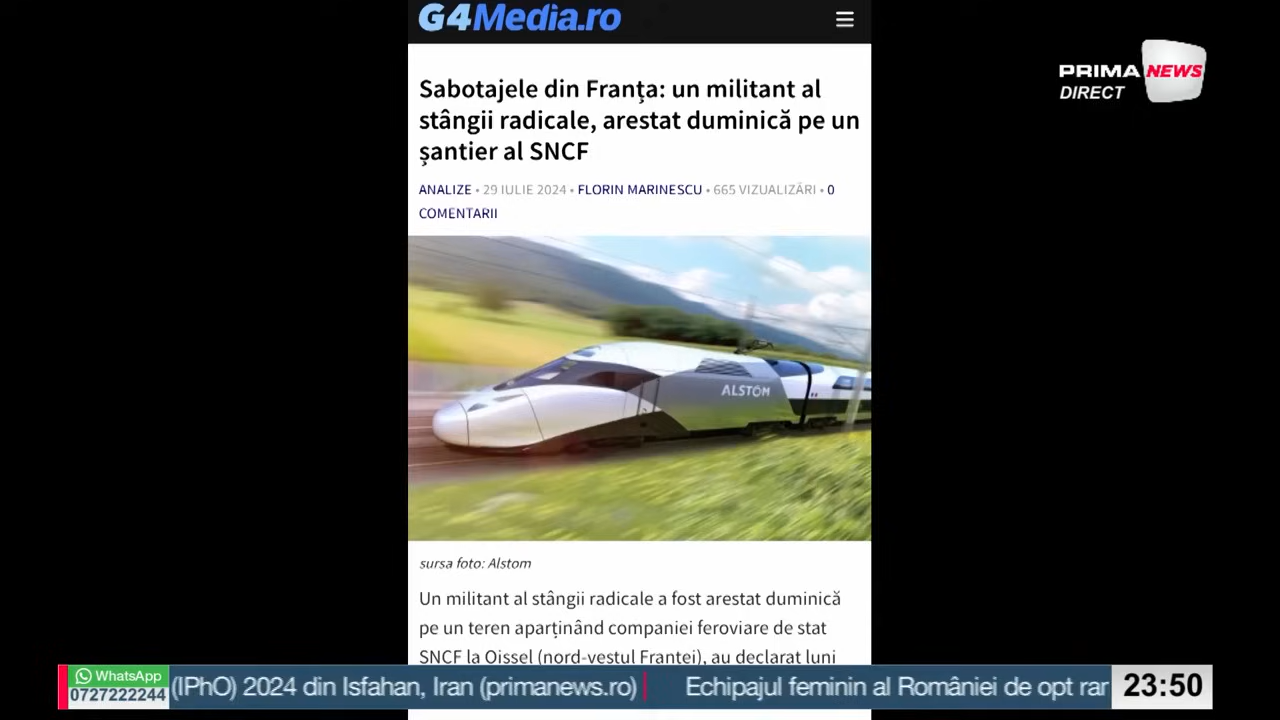 G4Media.ro
PRIMA NEWS
DIRECT
Sabotajele din Franța: un militant al
stângii radicale, arestat duminică pe un
șantier al SNCF
ANALIZE • 29 IULIE 2024 • FLORIN MARINESCU • 665 VIZUALIZĂRI • 0
COMENTARII
ALSTOM
sursa foto: Alstom
Un militant al stângii radicale a fost arestat duminică
pe un teren aparținând companiei feroviare de stat
SNCF la Oissel (nord-vestul Franței), au declarat luni
WhatsApp
0727222244
(IPhO) 2024 din Isfahan, Iran (primanews.ro) | Echipajul feminin al României de opt rar
23:50